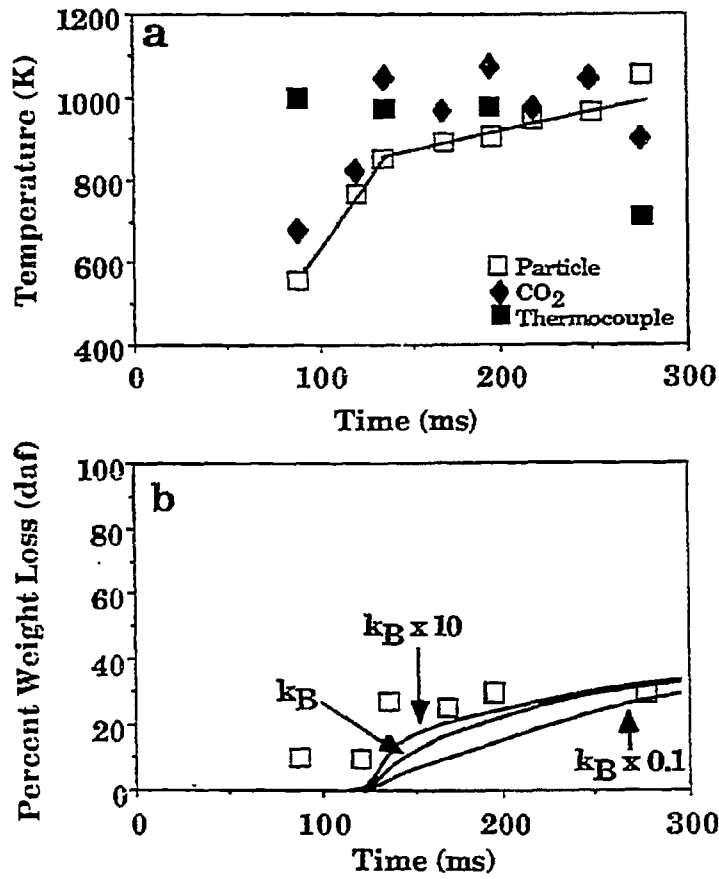 a
1200
1000
800
600
400
Temperature (K)
Particle
CO2
Thermocouple
0
100
200
300
Time (ms)
b
100
80
60
40
20
0
Percent Weight Loss (daf)
kB x 10
kB
kB x 0.1
0
100
200
300
Time (ms)